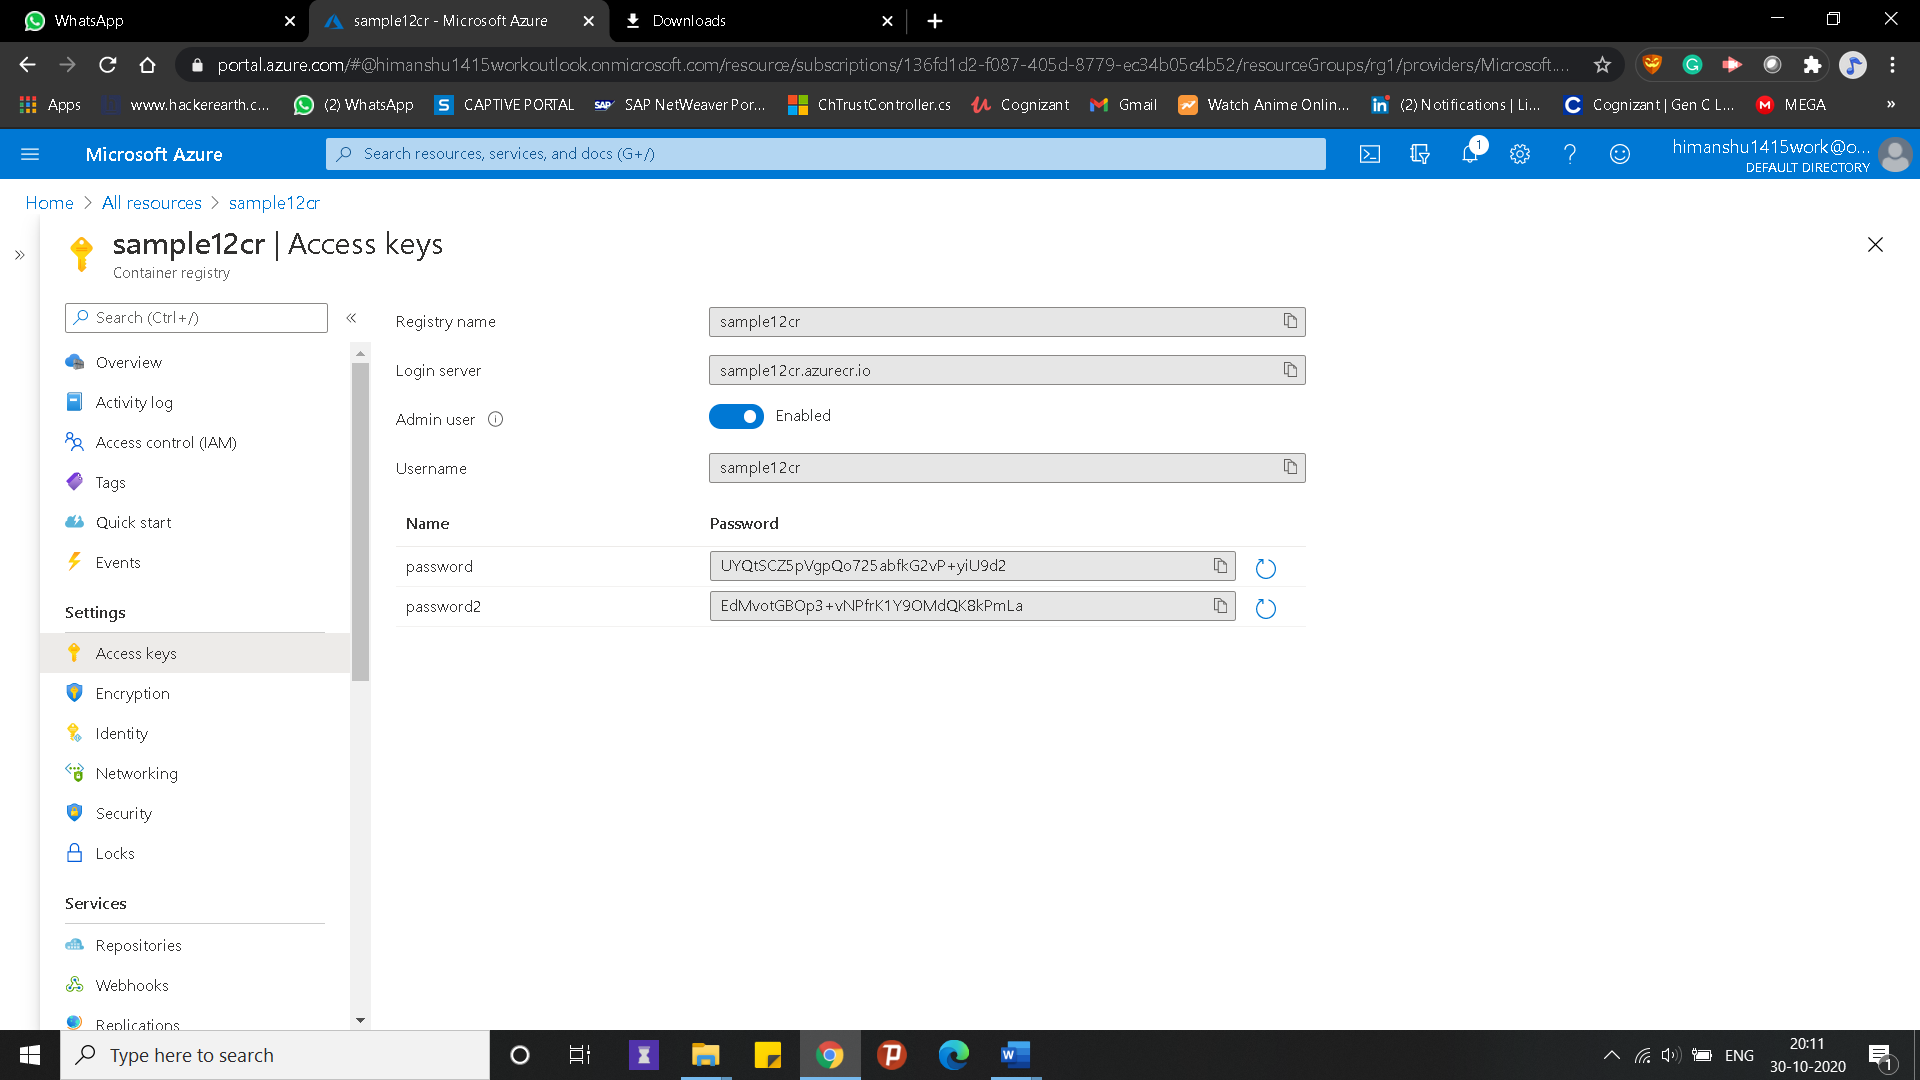 WhatsApp
sample12cr - Microsoft Azure
Downloads
portal.azure.com/#@himanshu1415workoutlook.onmicrosoft.com/resource/subscriptions/136fd1d2-f087-405d-8779-ec34b05c4b52/resourceGroups/rg1/providers/Microsoft....
Apps
www.hackerearth.c...
(2) WhatsApp
CAPTIVE PORTAL
SAP NetWeaver Por...
ChTrustController.cs
Cognizant
Gmail
Watch Anime Onlin...
(2) Notifications | Li...
Cognizant | Gen C L...
MEGA
»
Microsoft Azure
Search resources, services, and docs (G+/)
1
himanshu1415work@o...
DEFAULT DIRECTORY
Home > All resources > sample12cr
sample12cr | Access keys
Container registry
Search (Ctrl+/)
Overview
Activity log
Access control (IAM)
Tags
Quick start
Events
Settings
Access keys
Encryption
Identity
Networking
Security
Locks
Services
Repositories
Webhooks
Replications
Registry name
sample12cr
Login server
sample12cr.azurecr.io
Admin user
Enabled
Username
sample12cr
Name Password
password UYQtSCZ5pVgpQo725abfkG2vP+yiU9d2
password2 EdMvotGBOp3+vNPfrK1Y9OMdQK8kPmLa
Type here to search
ENG
20:11
30-10-2020
1